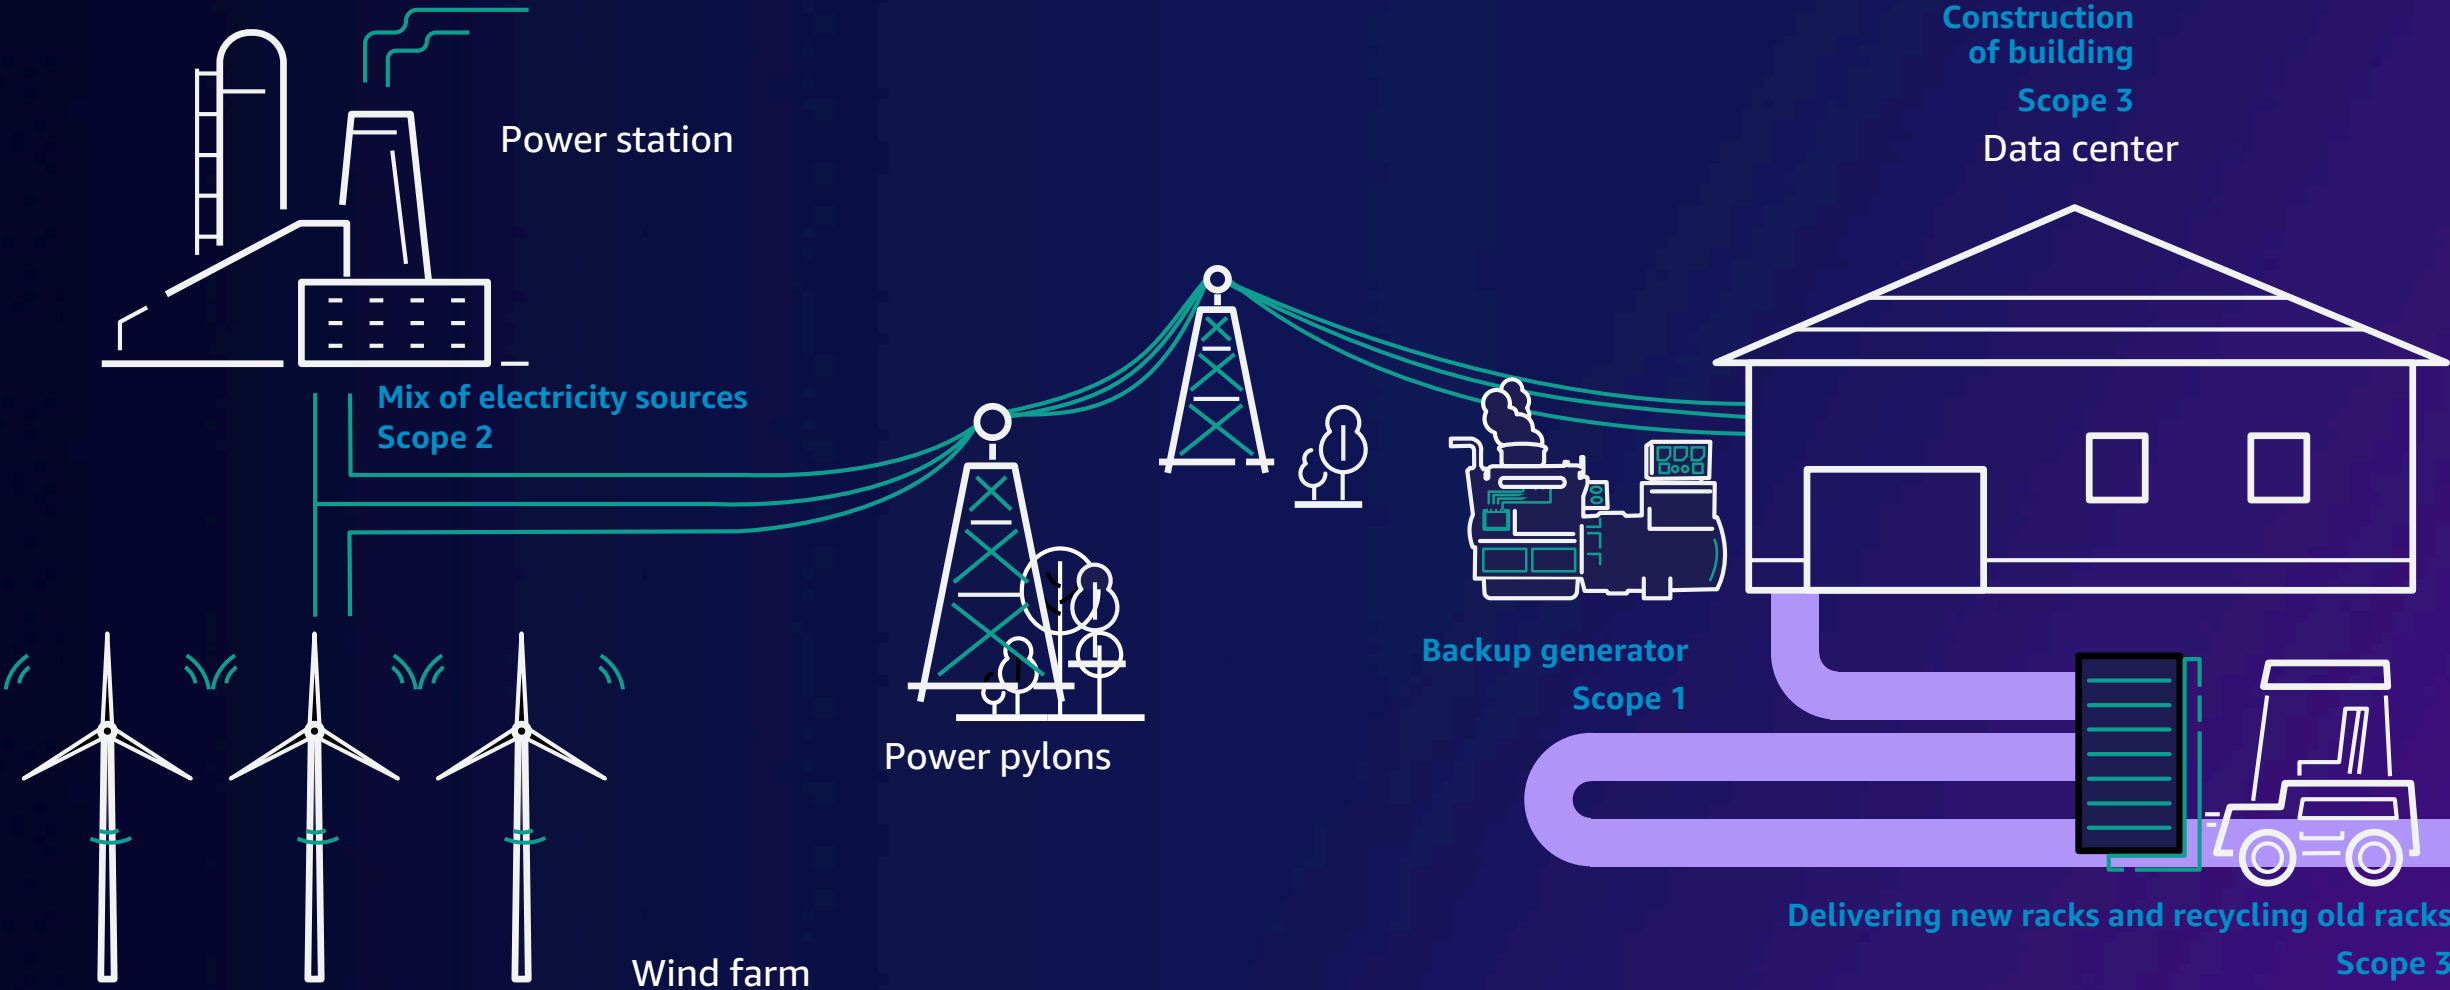 Construction
of building
Scope 3
Data center
Power station
Mix of electricity sources
Scope 2
Backup generator
Scope 1
Power pylons
Delivering new racks and recycling old racks
Scope 3
Wind farm